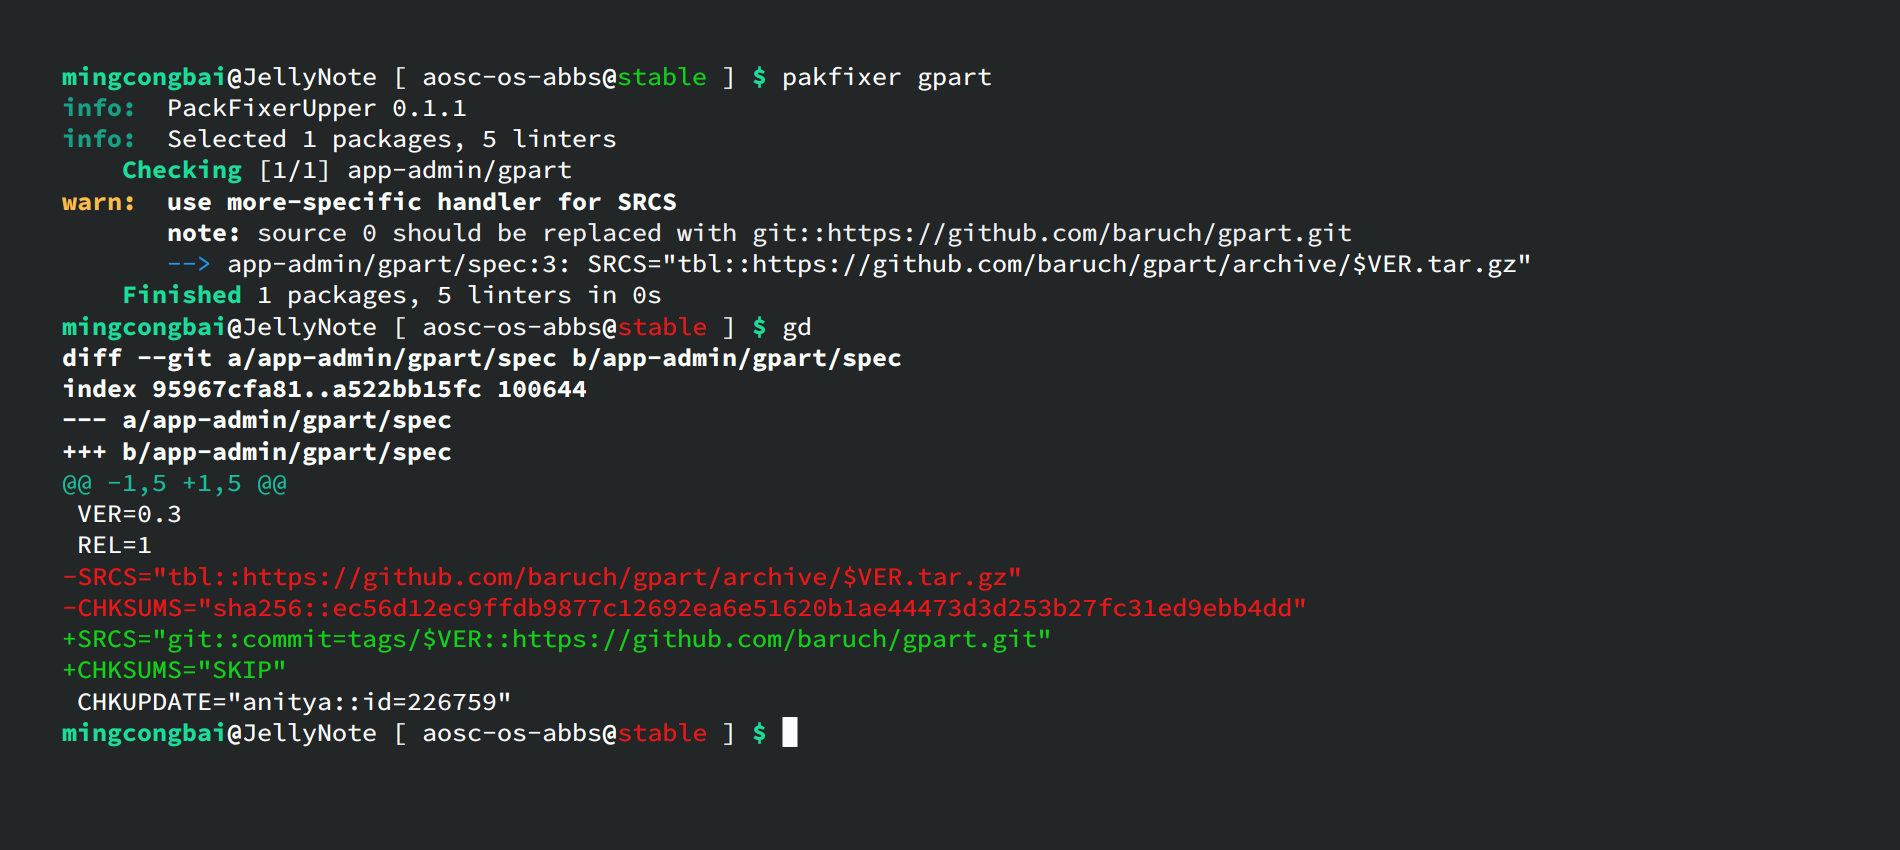 mingcongbai@JellyNote [ aosc-os-abbs@stable ] $ pakfixer gpart
info:  PackFixerUpper 0.1.1
info:  Selected 1 packages, 5 linters
    Checking [1/1] app-admin/gpart
warn:  use more-specific handler for SRCS
       note: source 0 should be replaced with git::https://github.com/baruch/gpart.git
       --> app-admin/gpart/spec:3: SRCS="tbl::https://github.com/baruch/gpart/archive/$VER.tar.gz"
    Finished 1 packages, 5 linters in 0s
mingcongbai@JellyNote [ aosc-os-abbs@stable ] $ gd
diff --git a/app-admin/gpart/spec b/app-admin/gpart/spec
index 95967cfa81..a522bb15fc 100644
--- a/app-admin/gpart/spec
+++ b/app-admin/gpart/spec
@@ -1,5 +1,5 @@
 VER=0.3
 REL=1
-SRCS="tbl::https://github.com/baruch/gpart/archive/$VER.tar.gz"
-CHKSUMS="sha256::ec56d12ec9ffdb9877c12692ea6e51620b1ae44473d3d253b27fc31ed9ebb4dd"
+SRCS="git::commit=tags/$VER::https://github.com/baruch/gpart.git"
+CHKSUMS="SKIP"
 CHKUPDATE="anitya::id=226759"
mingcongbai@JellyNote [ aosc-os-abbs@stable ] $